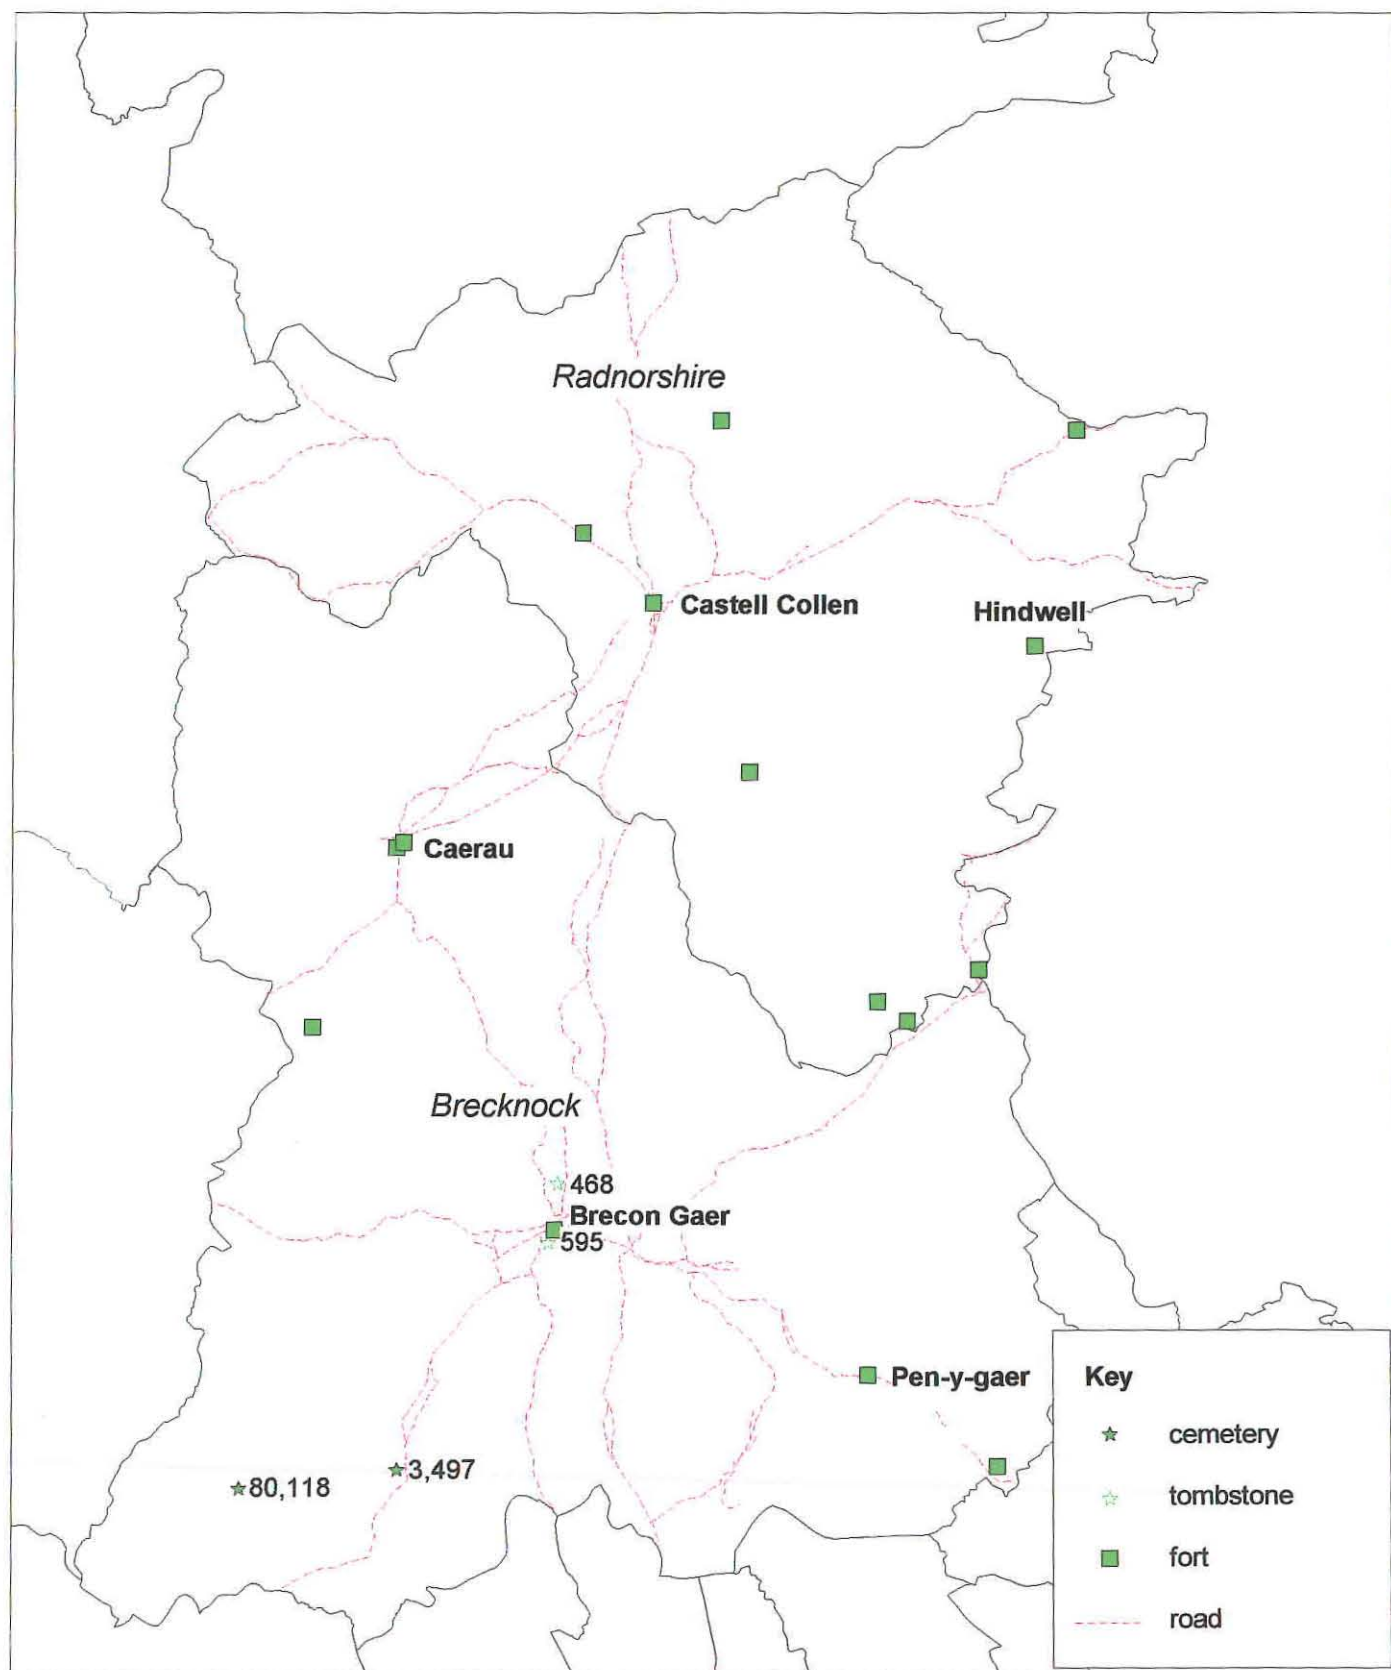 Radnorshire
Castell Collen
Hindwell
Caerau
Brecknock
468
Brecon Gaer
595
Pen-y-gaer
3,497
80,118
Key
cemetery
tombstone
fort
road